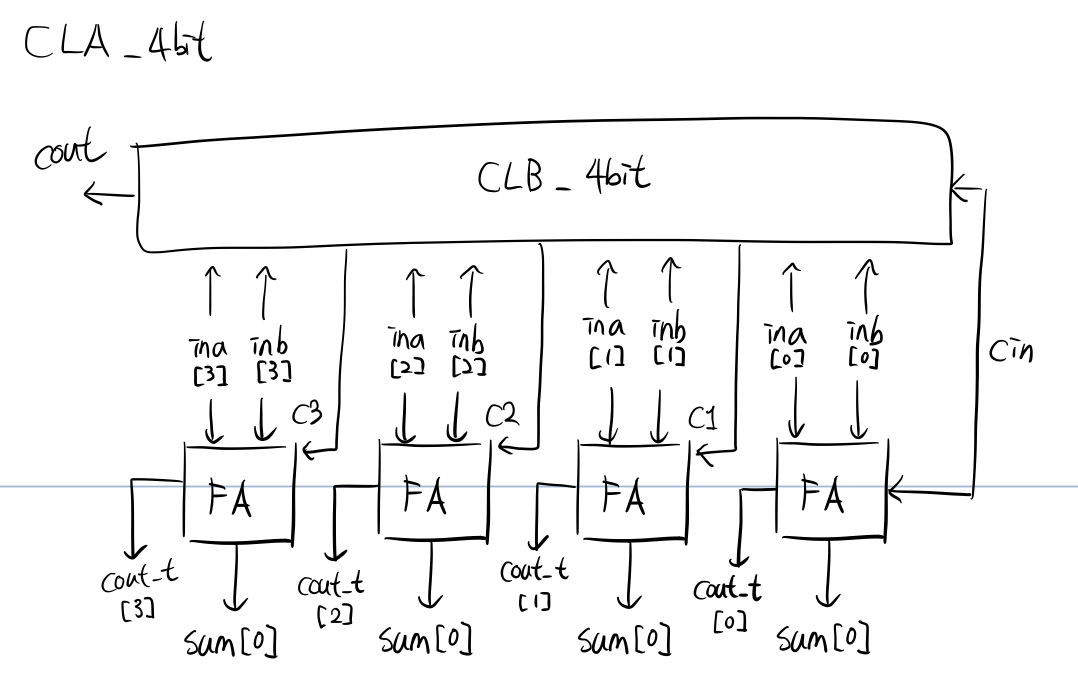 CLA_4bit
cout
CLB_4bit
ina inb ina inb ina inb ina inb
[3] [3] [2] [2] [1] [1] [0] [0]
cin
C3 C2 C1
FA FA FA FA
cout_t cout_t cout_t cout_t
[3] [2] [1] [0]
sum[0] sum[0] sum[0] sum[0]